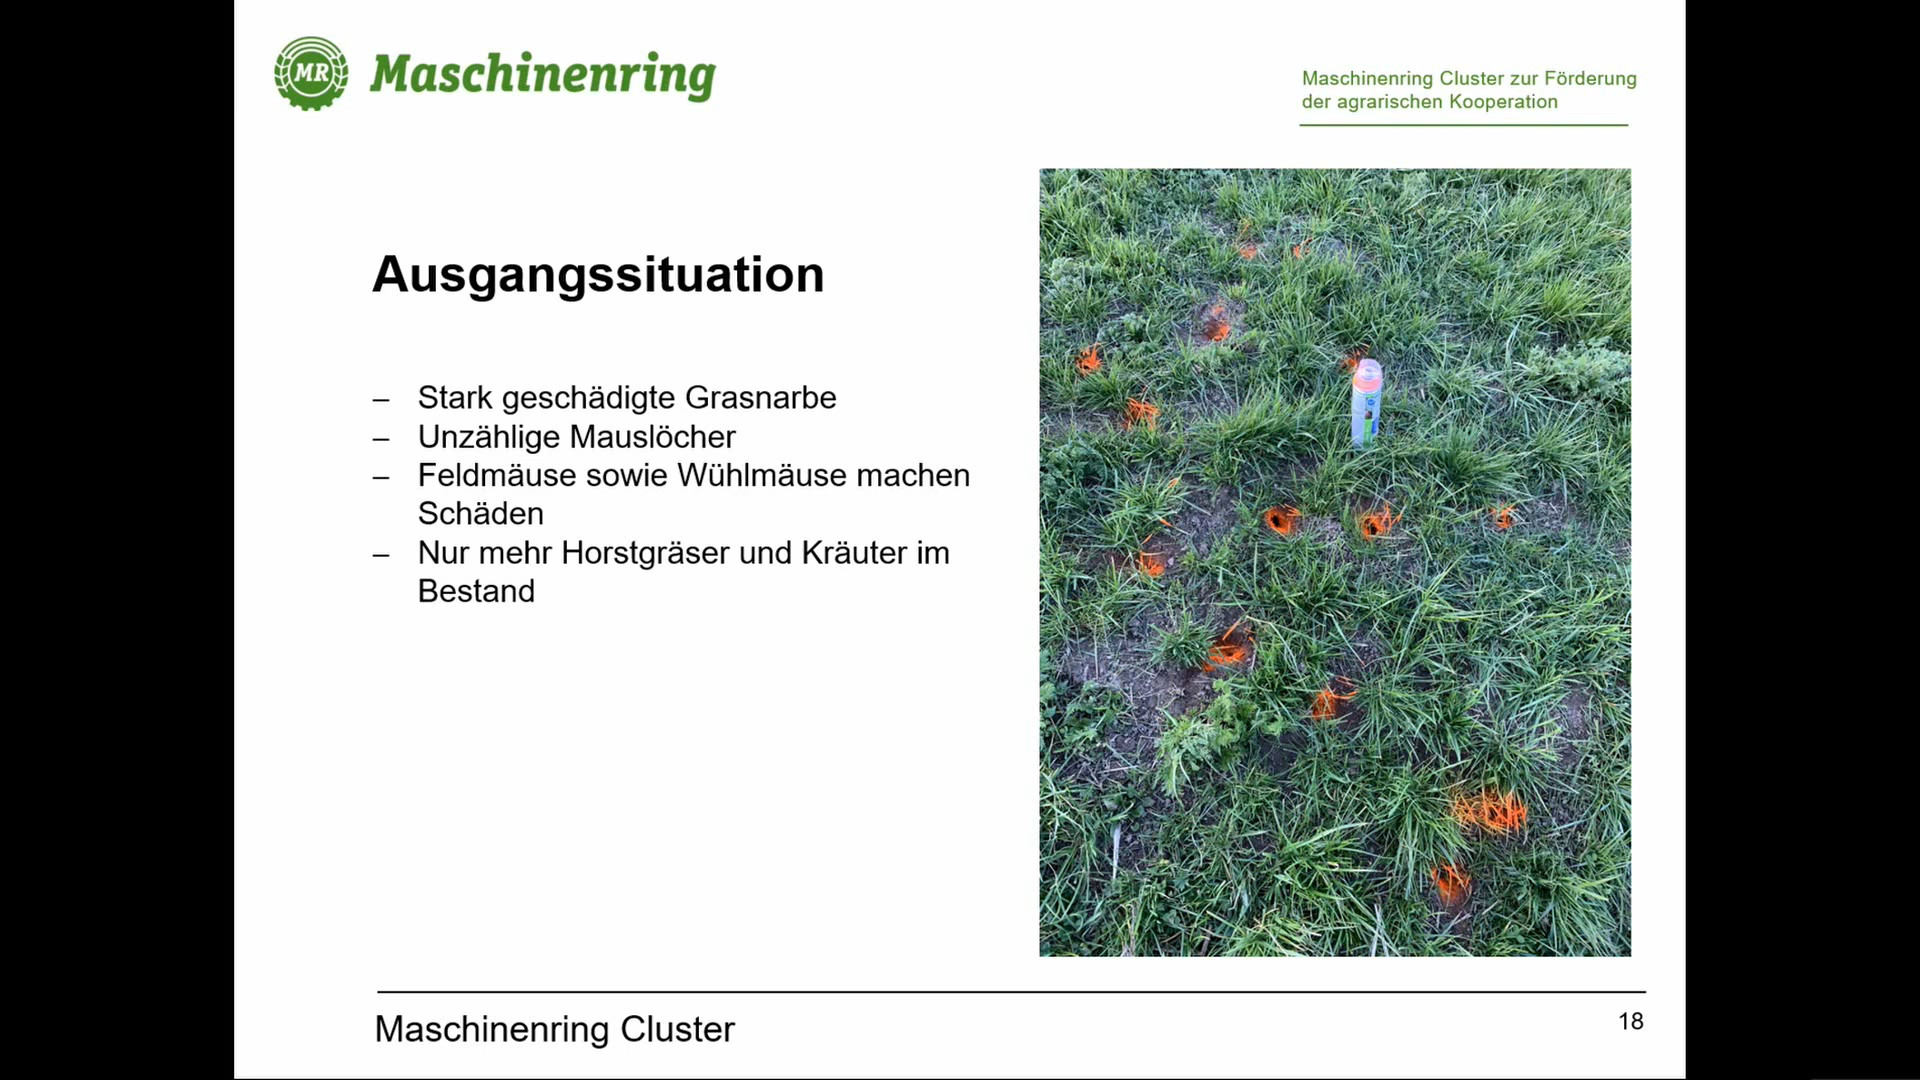 MR Maschinenring
Maschinenring Cluster zur Förderung
der agrarischen Kooperation
Ausgangssituation
– Stark geschädigte Grasnarbe
– Unzählige Mauslöcher
– Feldmäuse sowie Wühlmäuse machen
Schäden
– Nur mehr Horstgräser und Kräuter im
Bestand
Maschinenring Cluster
18